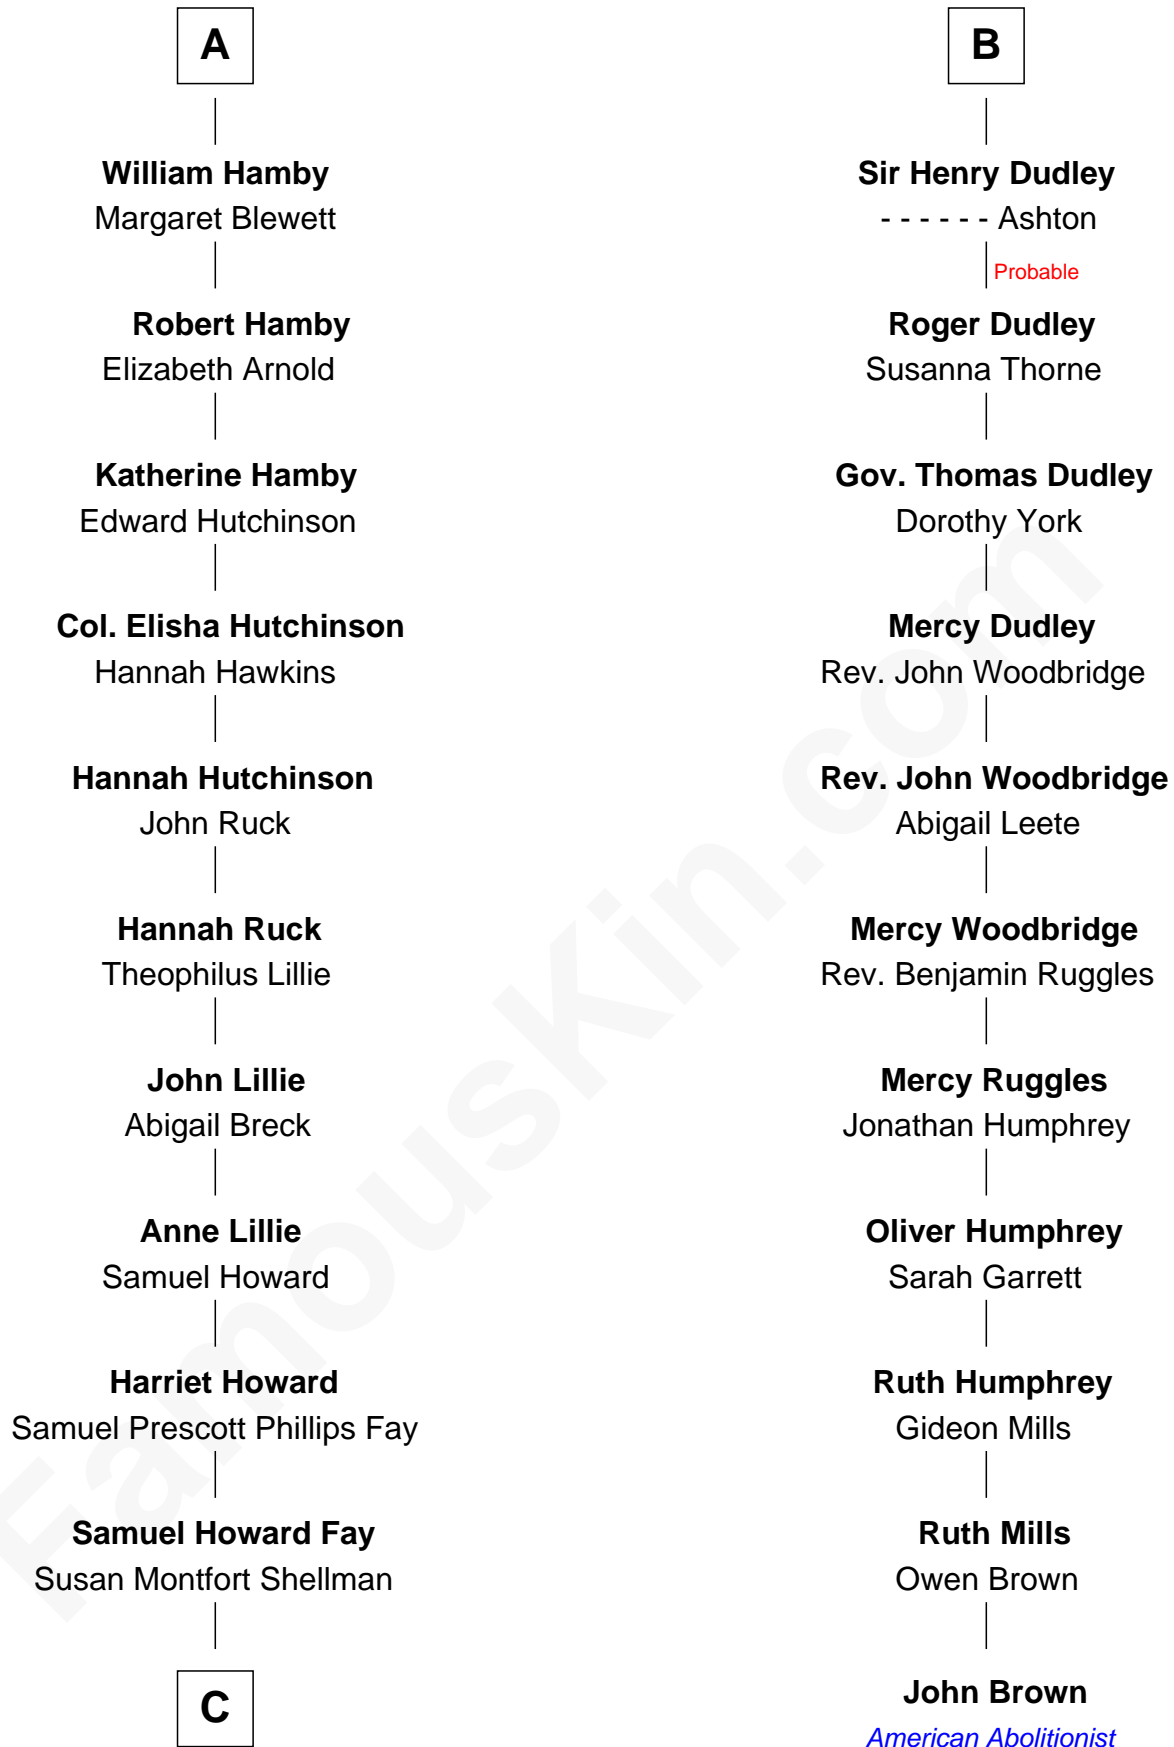 A
William Hamby
Margaret Blewett
Robert Hamby
Elizabeth Arnold
Katherine Hamby
Edward Hutchinson
Col. Elisha Hutchinson
Hannah Hawkins
Hannah Hutchinson
John Ruck
Hannah Ruck
Theophilus Lillie
John Lillie
Abigail Breck
Anne Lillie
Samuel Howard
Harriet Howard
Samuel Prescott Phillips Fay
Samuel Howard Fay
Susan Montfort Shellman
C
B
Sir Henry Dudley
- - - - - - Ashton
Probable
Roger Dudley
Susanna Thorne
Gov. Thomas Dudley
Dorothy York
Mercy Dudley
Rev. John Woodbridge
Rev. John Woodbridge
Abigail Leete
Mercy Woodbridge
Rev. Benjamin Ruggles
Mercy Ruggles
Jonathan Humphrey
Oliver Humphrey
Sarah Garrett
Ruth Humphrey
Gideon Mills
Ruth Mills
Owen Brown
John Brown
American Abolitionist
FamousKin.com